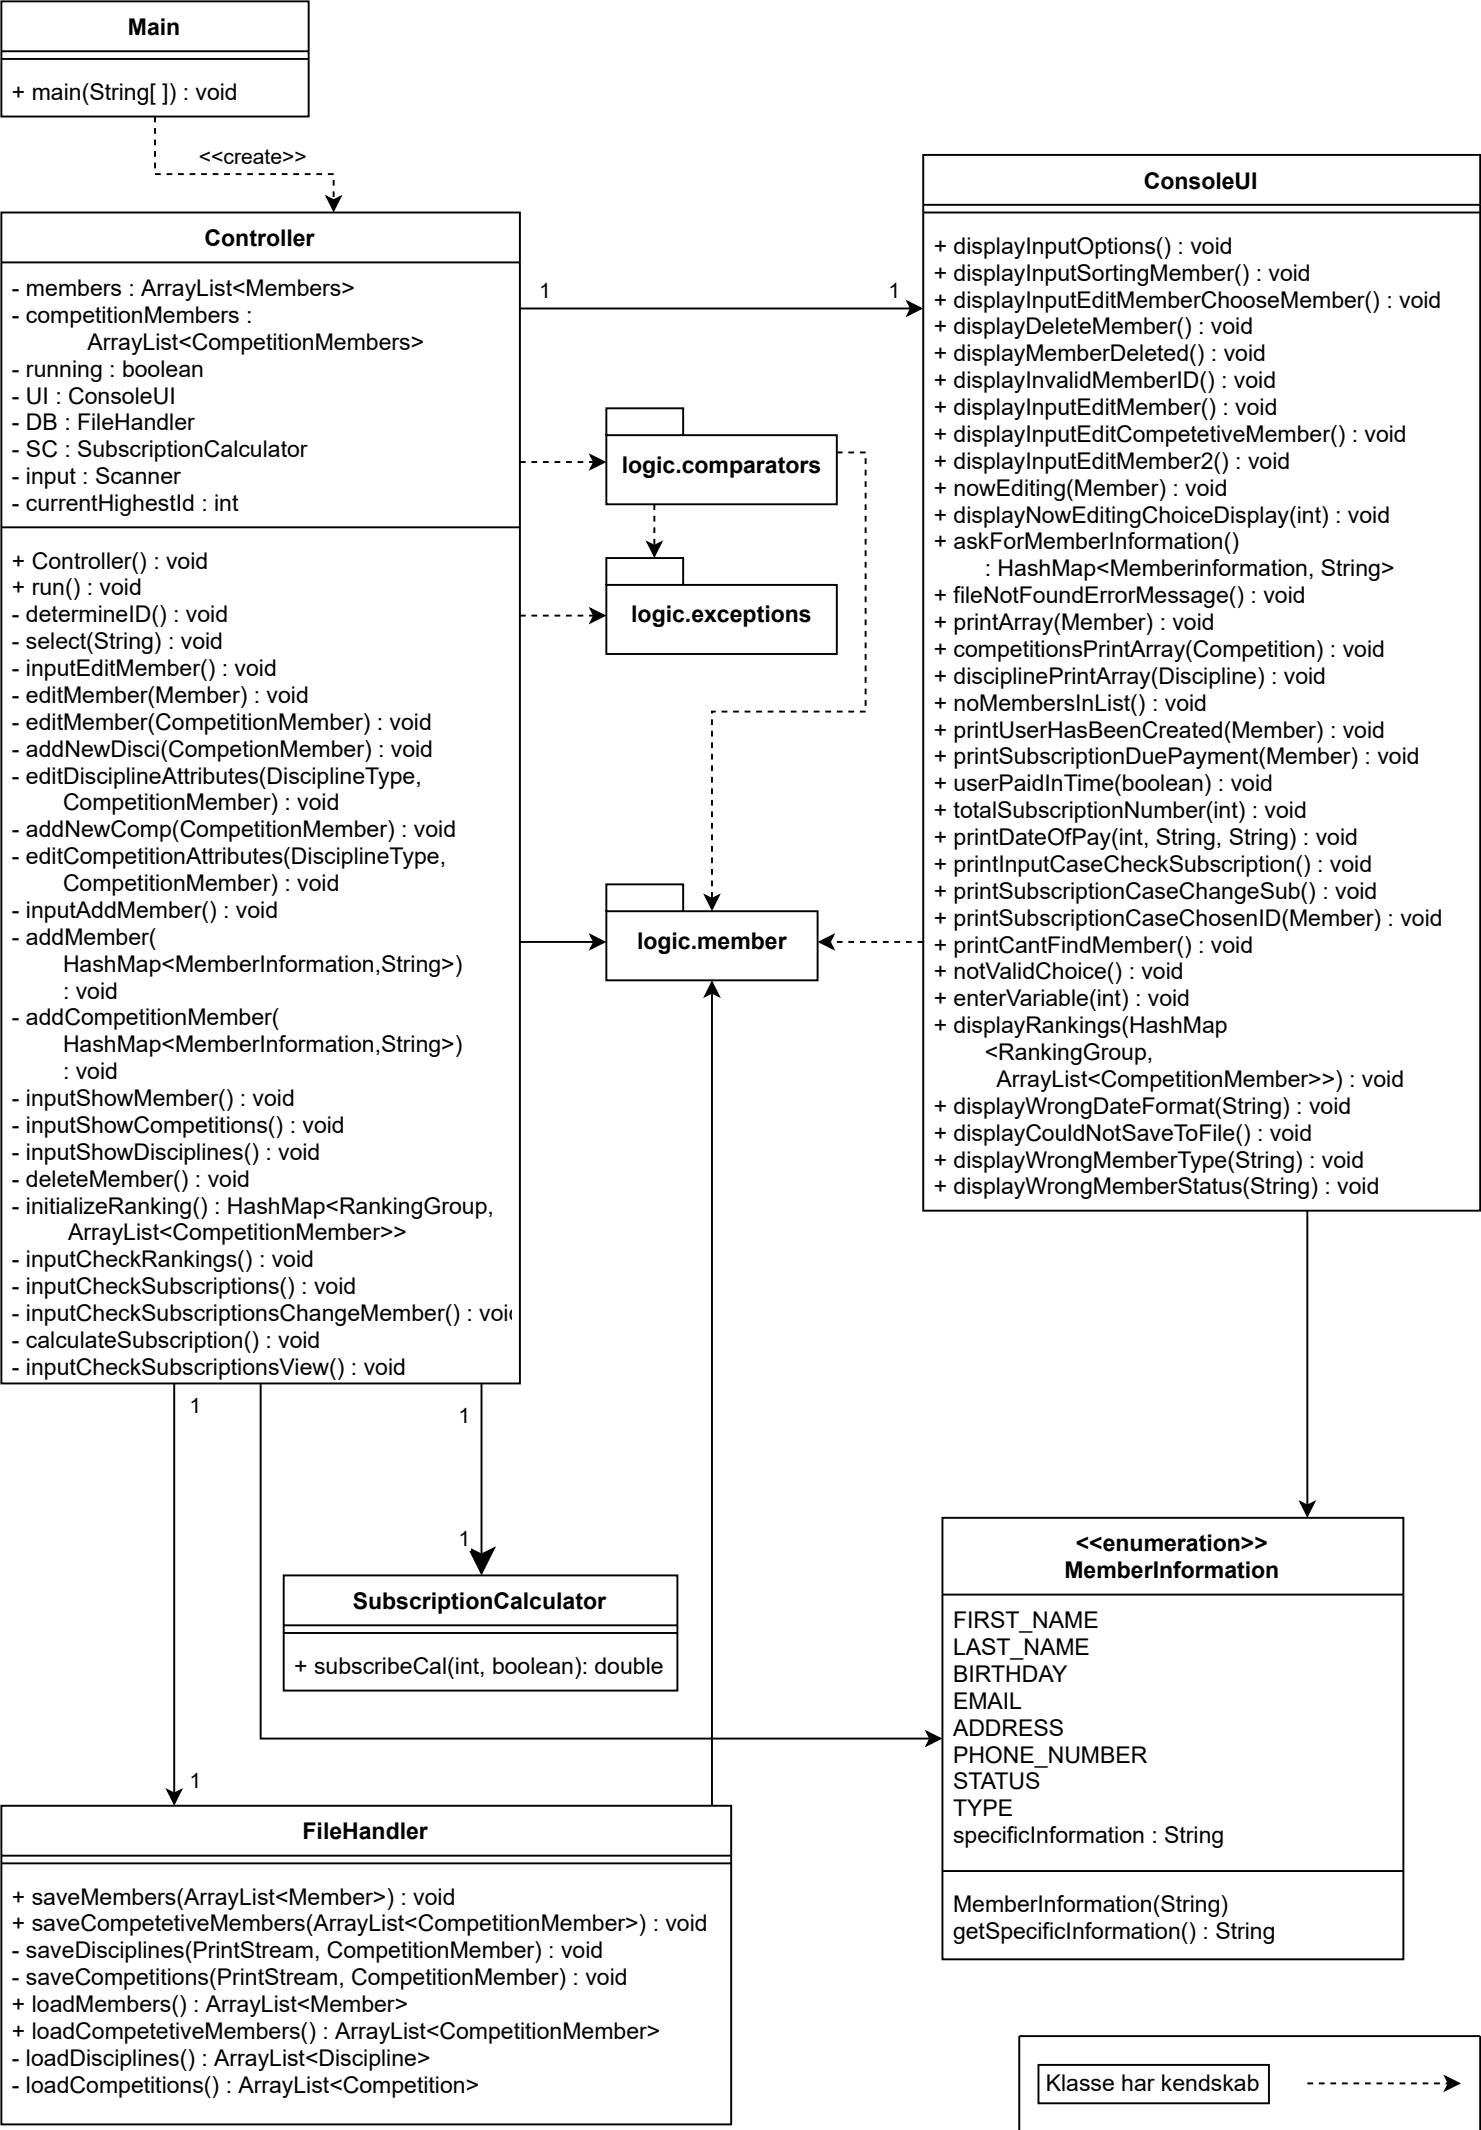 Main
+ main(String[ ]) : void
<<create>>
Controller
- members : ArrayList<Members>
- competitionMembers :
ArrayList<CompetitionMembers>
- running : boolean
- UI : ConsoleUI
- DB : FileHandler
- SC : SubscriptionCalculator
- input : Scanner
- currentHighestId : int
+ Controller() : void
+ run() : void
- determineID() : void
- select(String) : void
- inputEditMember() : void
- editMember(Member) : void
- editMember(CompetitionMember) : void
- addNewDisci(CompetionMember) : void
- editDisciplineAttributes(DisciplineType,
CompetitionMember) : void
- addNewComp(CompetitionMember) : void
- editCompetitionAttributes(DisciplineType,
CompetitionMember) : void
- inputAddMember() : void
- addMember(
HashMap<MemberInformation,String>)
: void
- addCompetitionMember(
HashMap<MemberInformation,String>)
: void
- inputShowMember() : void
- inputShowCompetitions() : void
- inputShowDisciplines() : void
- deleteMember() : void
- initializeRanking() : HashMap<RankingGroup,
ArrayList<CompetitionMember>>
- inputCheckRankings() : void
- inputCheckSubscriptions() : void
- inputCheckSubscriptionsChangeMember() : voi
- calculateSubscription() : void
- inputCheckSubscriptionsView() : void
1
1
logic.comparators
logic.exceptions
logic.member
ConsoleUI
+ displayInputOptions() : void
+ displayInputSortingMember() : void
+ displayInputEditMemberChooseMember() : void
+ displayDeleteMember() : void
+ displayMemberDeleted() : void
+ displayInvalidMemberID() : void
+ displayInputEditMember() : void
+ displayInputEditCompetetiveMember() : void
+ displayInputEditMember2() : void
+ nowEditing(Member) : void
+ displayNowEditingChoiceDisplay(int) : void
+ askForMemberInformation()
: HashMap<Memberinformation, String>
+ fileNotFoundErrorMessage() : void
+ printArray(Member) : void
+ competitionsPrintArray(Competition) : void
+ disciplinePrintArray(Discipline) : void
+ noMembersInList() : void
+ printUserHasBeenCreated(Member) : void
+ printSubscriptionDuePayment(Member) : void
+ userPaidInTime(boolean) : void
+ totalSubscriptionNumber(int) : void
+ printDateOfPay(int, String, String) : void
+ printInputCaseCheckSubscription() : void
+ printSubscriptionCaseChangeSub() : void
+ printSubscriptionCaseChosenID(Member) : void
+ printCantFindMember() : void
+ notValidChoice() : void
+ enterVariable(int) : void
+ displayRankings(HashMap
<RankingGroup,
ArrayList<CompetitionMember>>) : void
+ displayWrongDateFormat(String) : void
+ displayCouldNotSaveToFile() : void
+ displayWrongMemberType(String) : void
+ displayWrongMemberStatus(String) : void
1
1
1
SubscriptionCalculator
+ subscribeCal(int, boolean): double
1
FileHandler
+ saveMembers(ArrayList<Member>) : void
+ saveCompetetiveMembers(ArrayList<CompetitionMember>) : void
- saveDisciplines(PrintStream, CompetitionMember) : void
- saveCompetitions(PrintStream, CompetitionMember) : void
+ loadMembers() : ArrayList<Member>
+ loadCompetetiveMembers() : ArrayList<CompetitionMember>
- loadDisciplines() : ArrayList<Discipline>
- loadCompetitions() : ArrayList<Competition>
<<enumeration>>
MemberInformation
FIRST_NAME
LAST_NAME
BIRTHDAY
EMAIL
ADDRESS
PHONE_NUMBER
STATUS
TYPE
specificInformation : String
MemberInformation(String)
getSpecificInformation() : String
Klasse har kendskab